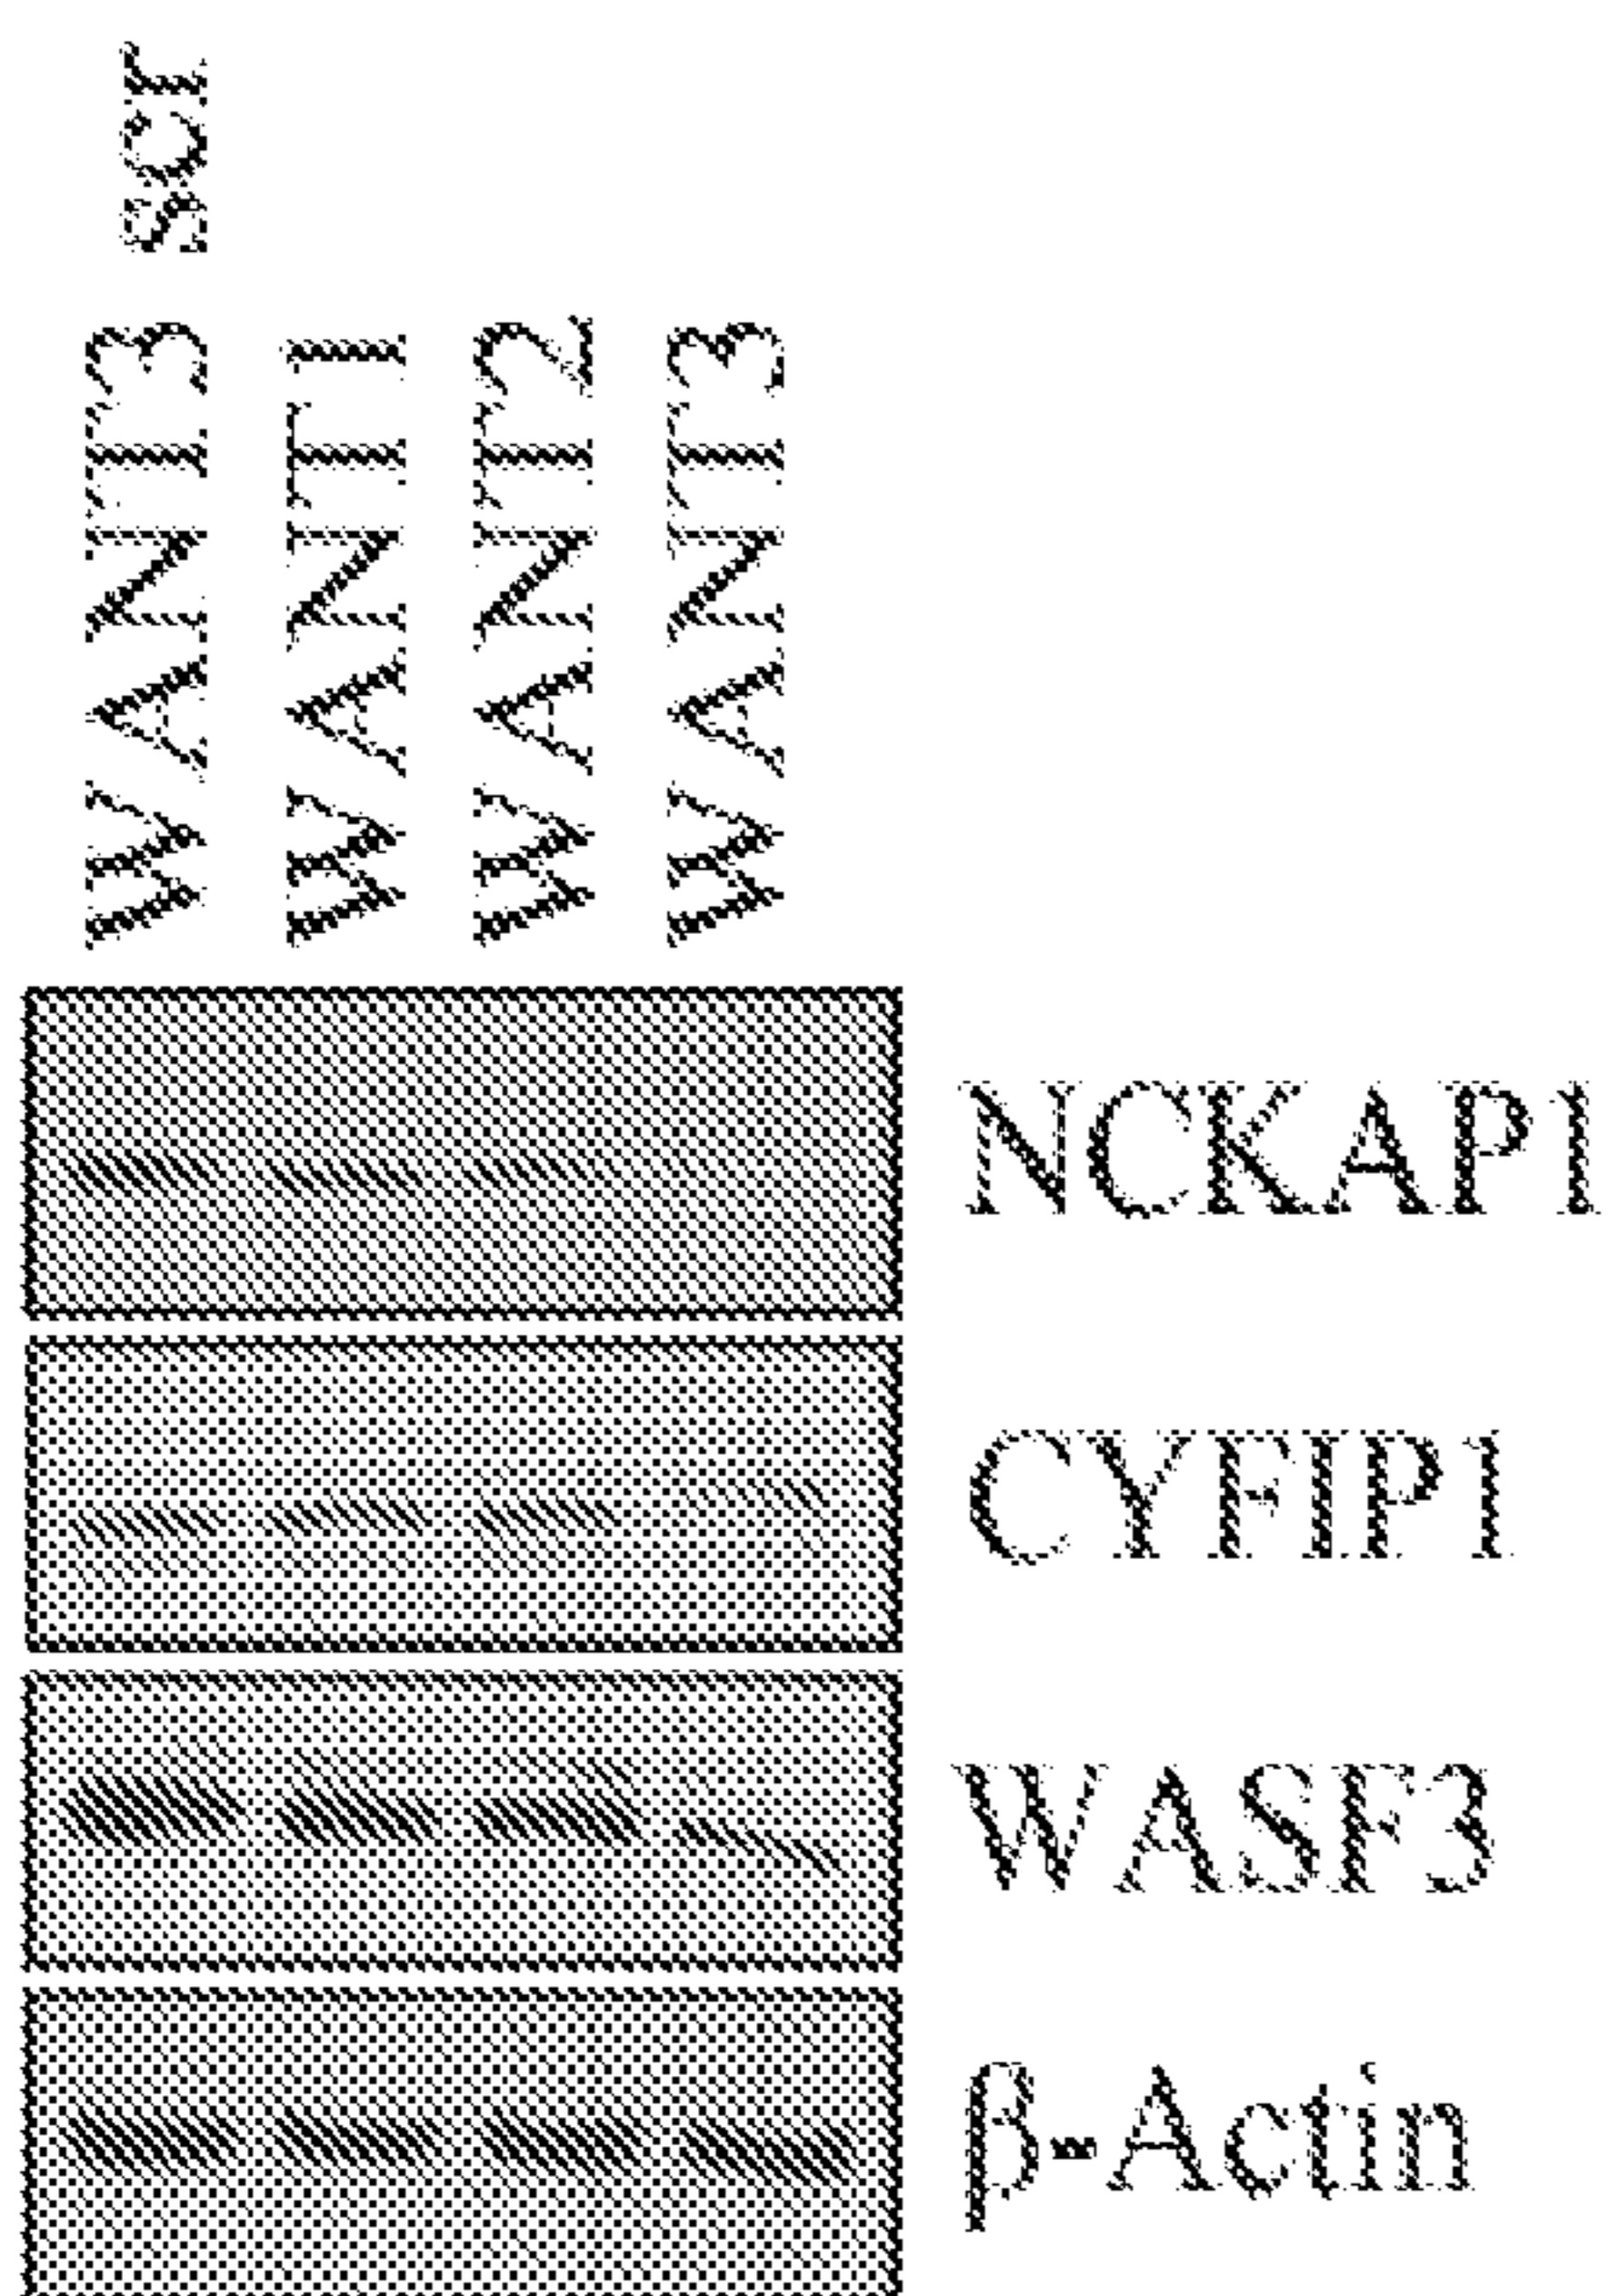 WANT3 scr
WANT1
WANT2
WANT3
NCKAP1
CYFIP1
WASF3
β-Actin